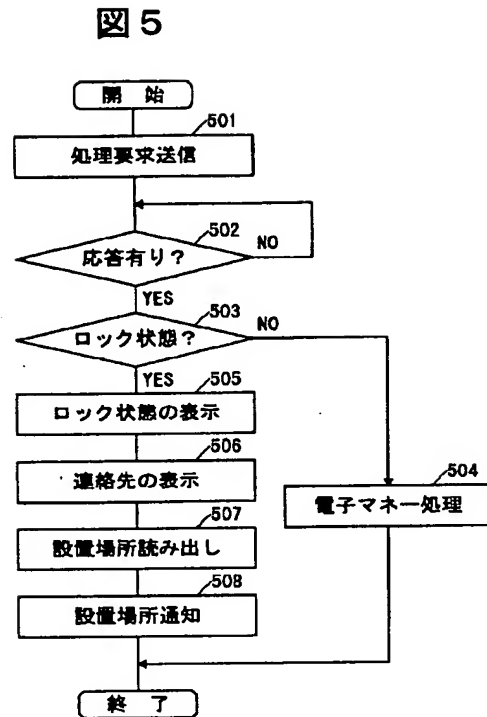 図5
開 始
501
処理要求送信
502
応答有り?
NO
YES
503
ロック状態?
NO
YES
505
ロック状態の表示
506
連絡先の表示
504
電子マネー処理
507
設置場所読み出し
508
設置場所通知
終 了